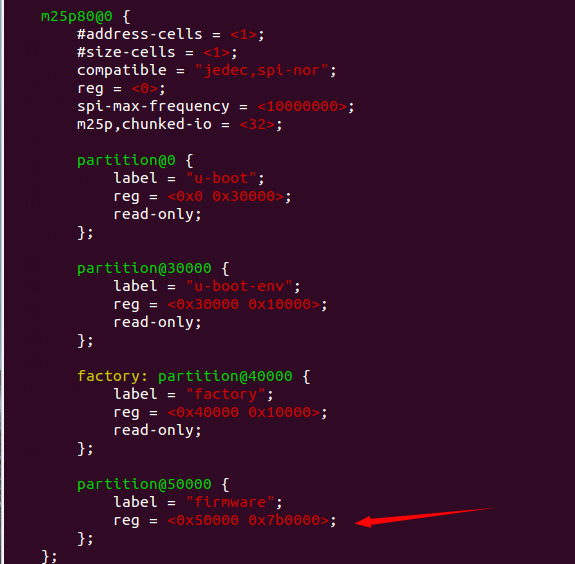 m25p80@0 {
#address-cells = <1>;
#size-cells = <1>;
compatible = "jedec,spi-nor";
reg = <0>;
spi-max-frequency = <10000000>;
m25p,chunked-io = <32>;
partition@0 {
label = "u-boot";
reg = <0x0 0x30000>;
read-only;
};
partition@30000 {
label = "u-boot-env";
reg = <0x30000 0x10000>;
read-only;
};
factory: partition@40000 {
label = "factory";
reg = <0x40000 0x10000>;
read-only;
};
partition@50000 {
label = "firmware";
reg = <0x50000 0x7b0000>;
};
};